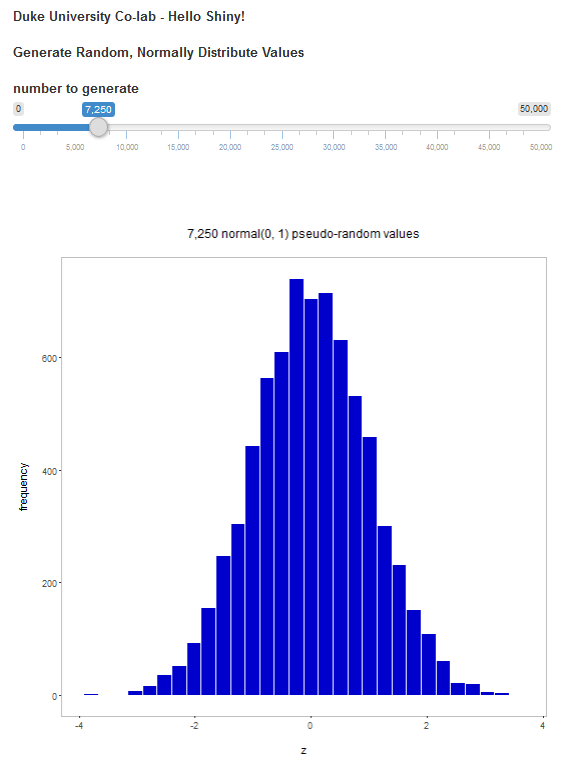 Duke University Co-lab - Hello Shiny!
Generate Random, Normally Distribute Values
number to generate
0 7,250 50,000
0 5,000 10,000 15,000 20,000 25,000 30,000 35,000 40,000 45,000 50,000
7,250 normal(0, 1) pseudo-random values
600
400
200
0
frequency
-4 -2 0 2 4
z